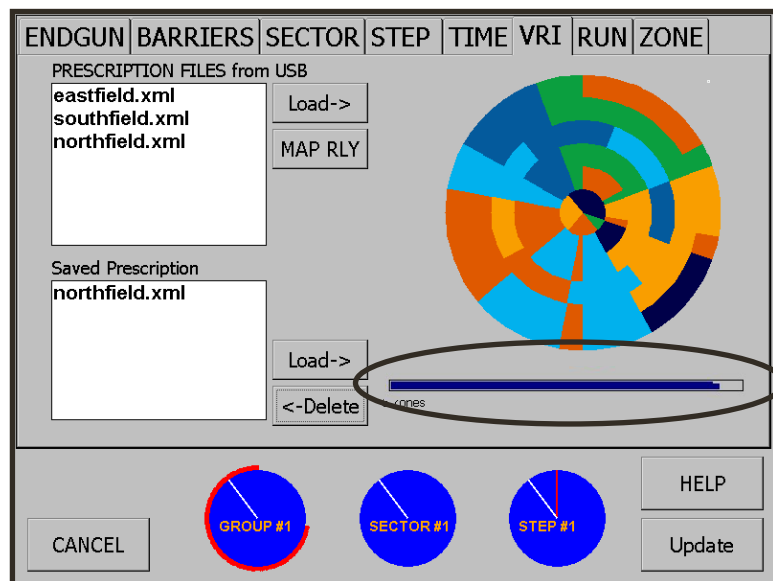 ENDGUN BARRIERS SECTOR STEP TIME VRI RUN ZONE
PRESCRIPTION FILES from USB
eastfield.xml
southfield.xml
northfield.xml
Load->
MAP RLY
Saved Prescription
northfield.xml
Load->
<-Delete
GROUP #1
SECTOR #1
STEP #1
HELP
CANCEL
Update